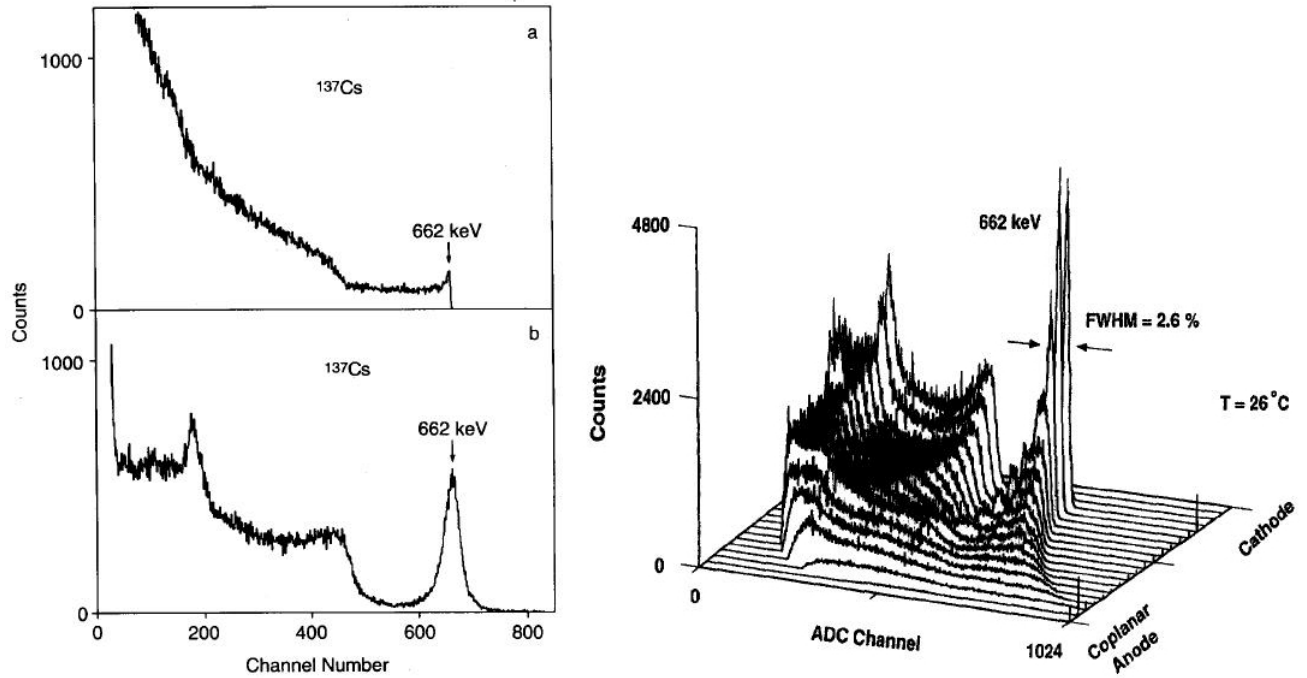 a
1000
¹³⁷Cs
662 keV
0
b
1000
¹³⁷Cs
662 keV
0
0 200 400 600 800
Channel Number
Counts
4800
662 keV
FWHM = 2.6 %
T = 26°C
2400
0
0
Counts
ADC Channel
1024
Coplanar
Anode
Cathode